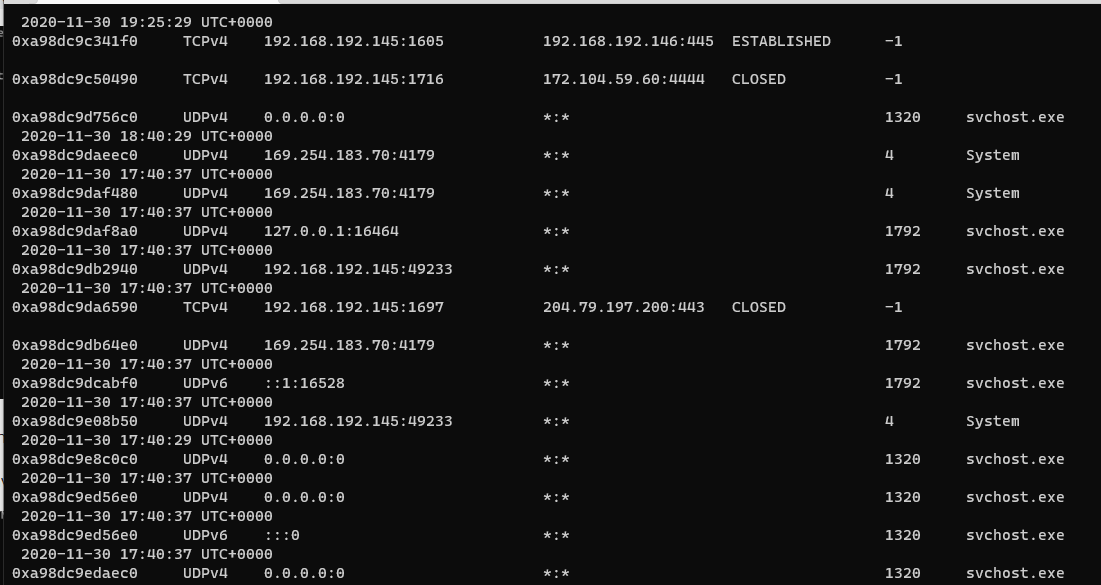 2020-11-30 19:25:29 UTC+0000
0xa98dc9c341f0 TCPv4 192.168.192.145:1605 192.168.192.146:445 ESTABLISHED -1
0xa98dc9c50490 TCPv4 192.168.192.145:1716 172.104.59.60:4444 CLOSED -1
0xa98dc9d756c0 UDPv4 0.0.0.0:0 *:* 1320 svchost.exe
2020-11-30 18:40:29 UTC+0000
0xa98dc9daeec0 UDPv4 169.254.183.70:4179 *:* 4 System
2020-11-30 17:40:37 UTC+0000
0xa98dc9daf480 UDPv4 169.254.183.70:4179 *:* 4 System
2020-11-30 17:40:37 UTC+0000
0xa98dc9daf8a0 UDPv4 127.0.0.1:16464 *:* 1792 svchost.exe
2020-11-30 17:40:37 UTC+0000
0xa98dc9db2940 UDPv4 192.168.192.145:49233 *:* 1792 svchost.exe
2020-11-30 17:40:37 UTC+0000
0xa98dc9da6590 TCPv4 192.168.192.145:1697 204.79.197.200:443 CLOSED -1
0xa98dc9db64e0 UDPv4 169.254.183.70:4179 *:* 1792 svchost.exe
2020-11-30 17:40:37 UTC+0000
0xa98dc9dcabf0 UDPv6 ::1:16528 *:* 1792 svchost.exe
2020-11-30 17:40:37 UTC+0000
0xa98dc9e08b50 UDPv4 192.168.192.145:49233 *:* 4 System
2020-11-30 17:40:29 UTC+0000
0xa98dc9e8c0c0 UDPv4 0.0.0.0:0 *:* 1320 svchost.exe
2020-11-30 17:40:37 UTC+0000
0xa98dc9ed56e0 UDPv4 0.0.0.0:0 *:* 1320 svchost.exe
2020-11-30 17:40:37 UTC+0000
0xa98dc9ed56e0 UDPv6 :::0 *:* 1320 svchost.exe
2020-11-30 17:40:37 UTC+0000
0xa98dc9edaec0 UDPv4 0.0.0.0:0 *:* 1320 svchost.exe